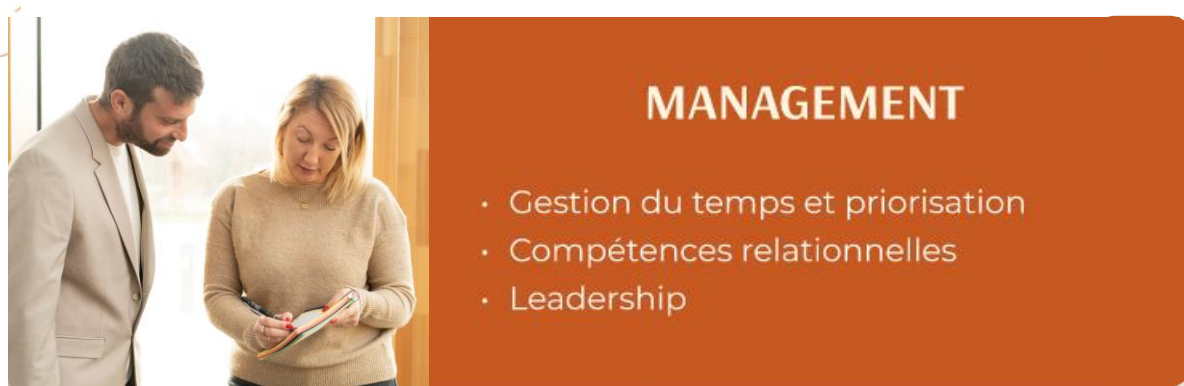 MANAGEMENT
• Gestion du temps et priorisation
• Compétences relationnelles
• Leadership